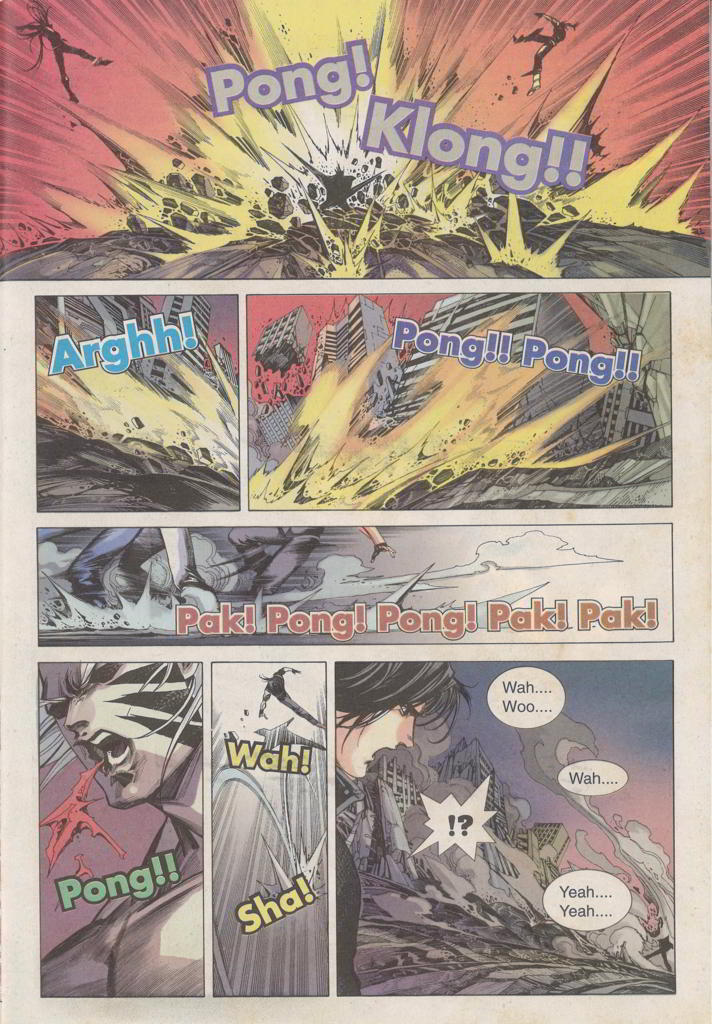 Pong!
Klong!!
Arghh!
Pong!! Pong!!
Pak! Pong! Pong! Pak! Pak!
Pong!!
Wah!
Sha!
Wah....
Woo....
Wah....
!?
Yeah....
Yeah....